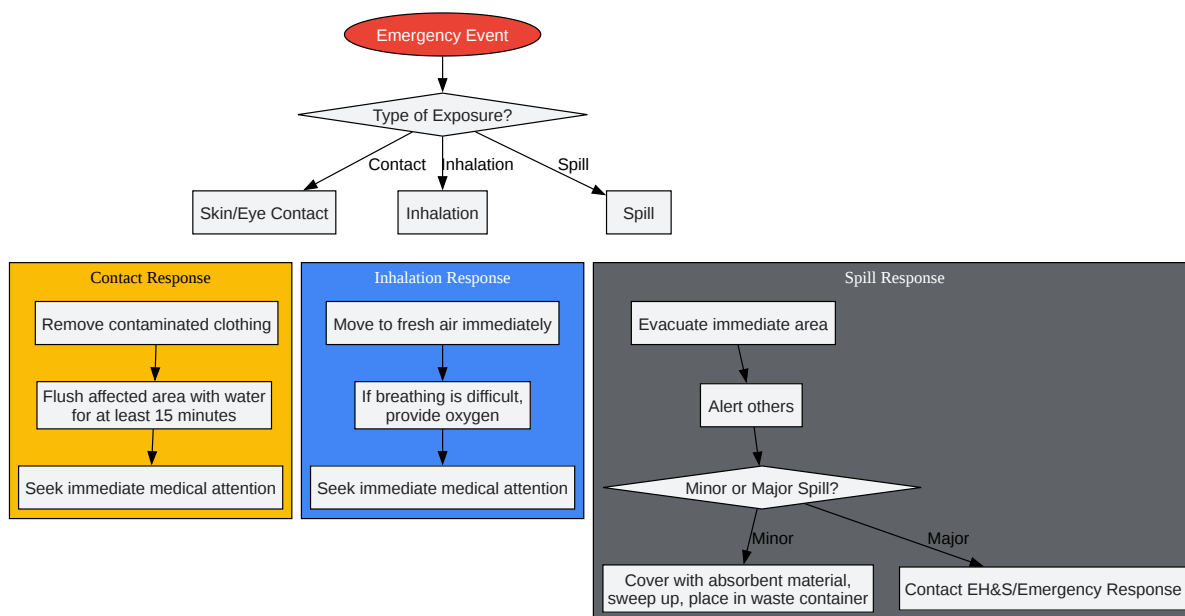 Emergency Event
Type of Exposure?
Contact
Inhalation
Spill
Skin/Eye Contact
Inhalation
Spill
Contact Response
Remove contaminated clothing
Flush affected area with water
for at least 15 minutes
Seek immediate medical attention
Inhalation Response
Move to fresh air immediately
If breathing is difficult,
provide oxygen
Seek immediate medical attention
Spill Response
Evacuate immediate area
Alert others
Minor or Major Spill?
Minor
Major
Cover with absorbent material,
sweep up, place in waste container
Contact EH&S/Emergency Response